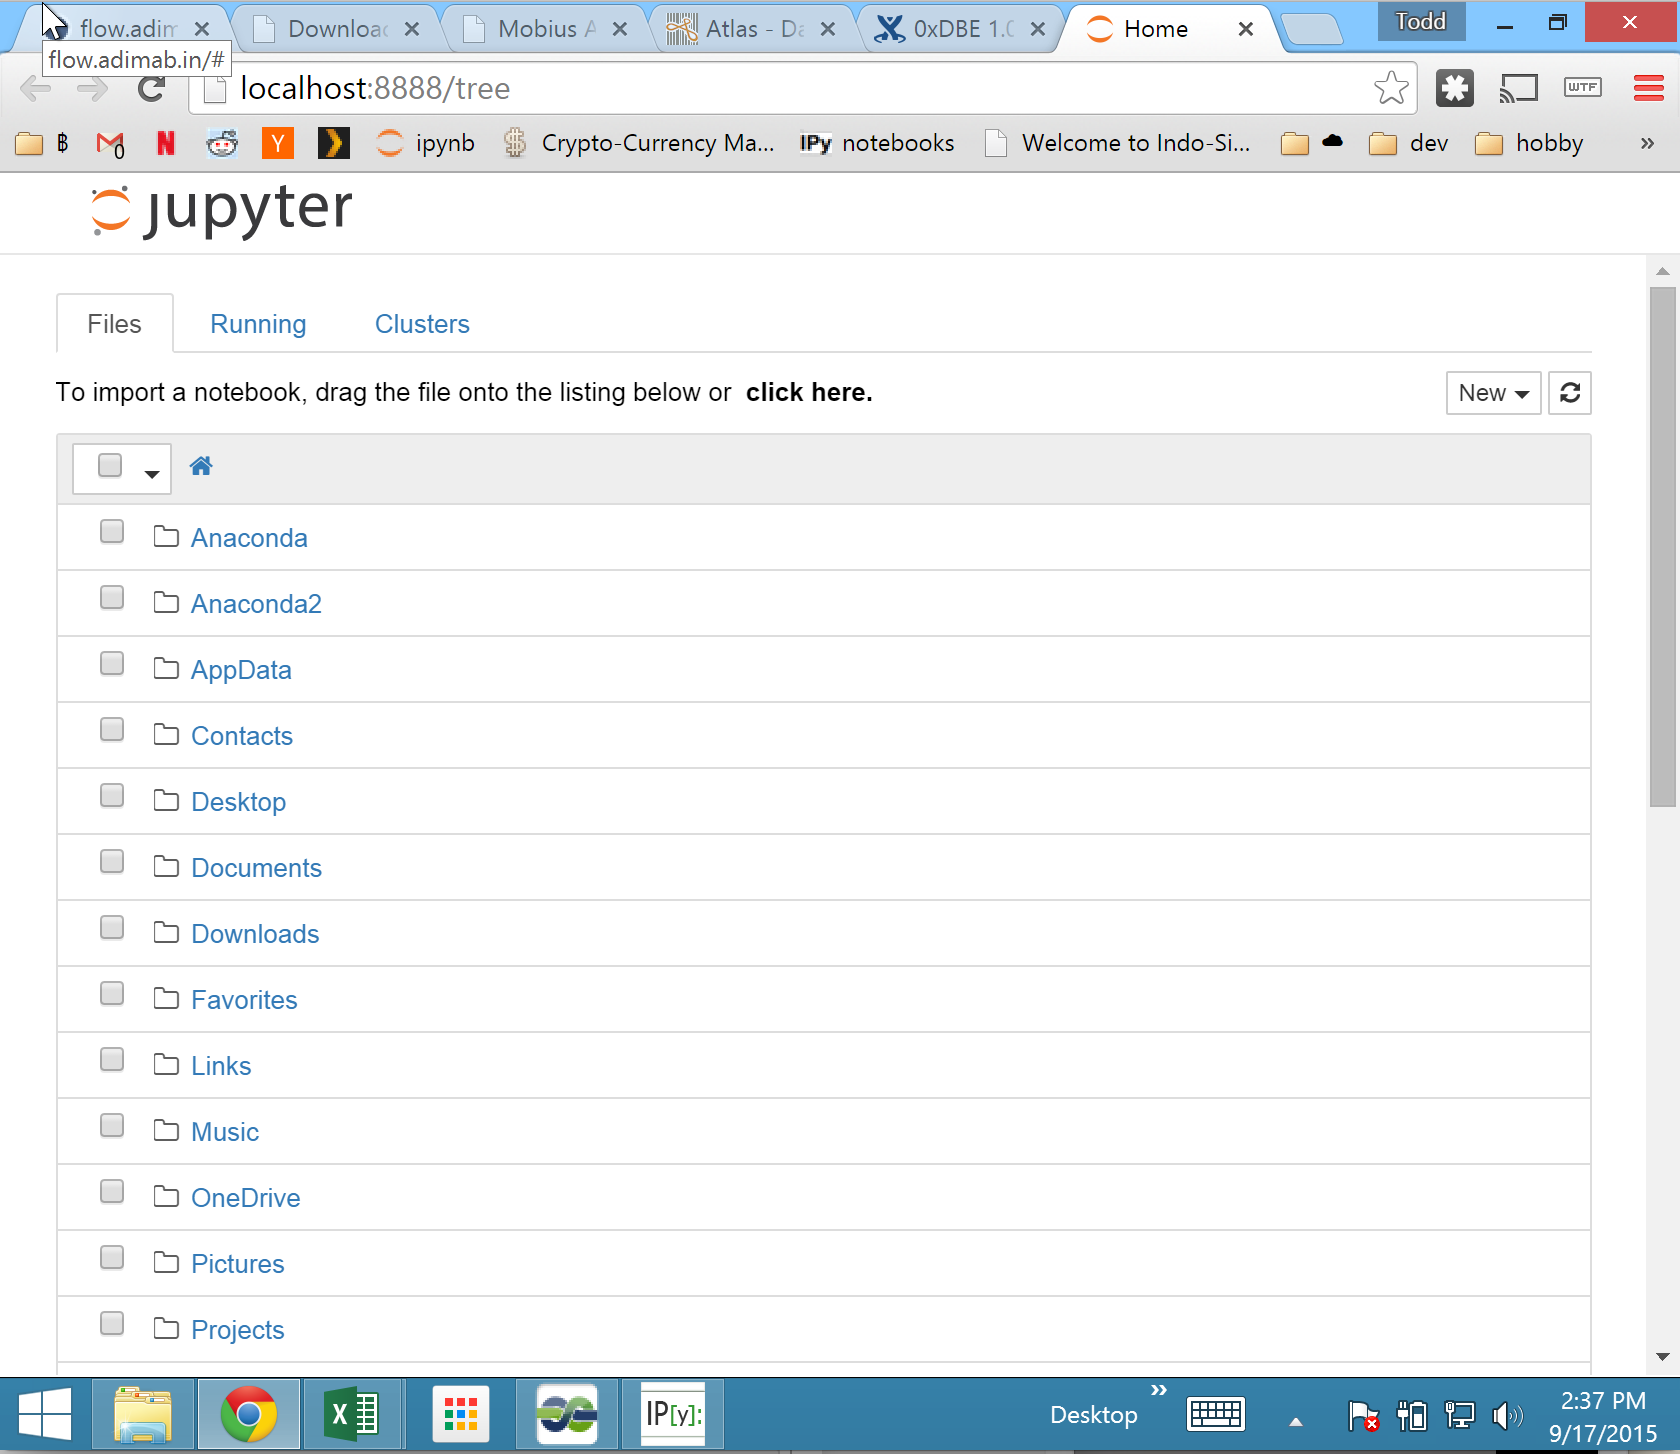 flow.adim
Downloa
Mobius A
Atlas - Da
0xDBE 1.0
Home
Todd
flow.adimab.in/#
localhost:8888/tree
WTF
฿
0
N
Y
ipynb
Crypto-Currency Ma...
IPy notebooks
Welcome to Indo-Si...
dev
hobby
»
jupyter
Files
Running
Clusters
To import a notebook, drag the file onto the listing below or click here.
New
Anaconda
Anaconda2
AppData
Contacts
Desktop
Documents
Downloads
Favorites
Links
Music
OneDrive
Pictures
Projects
X
IP[y]:
Desktop
»
2:37 PM
9/17/2015